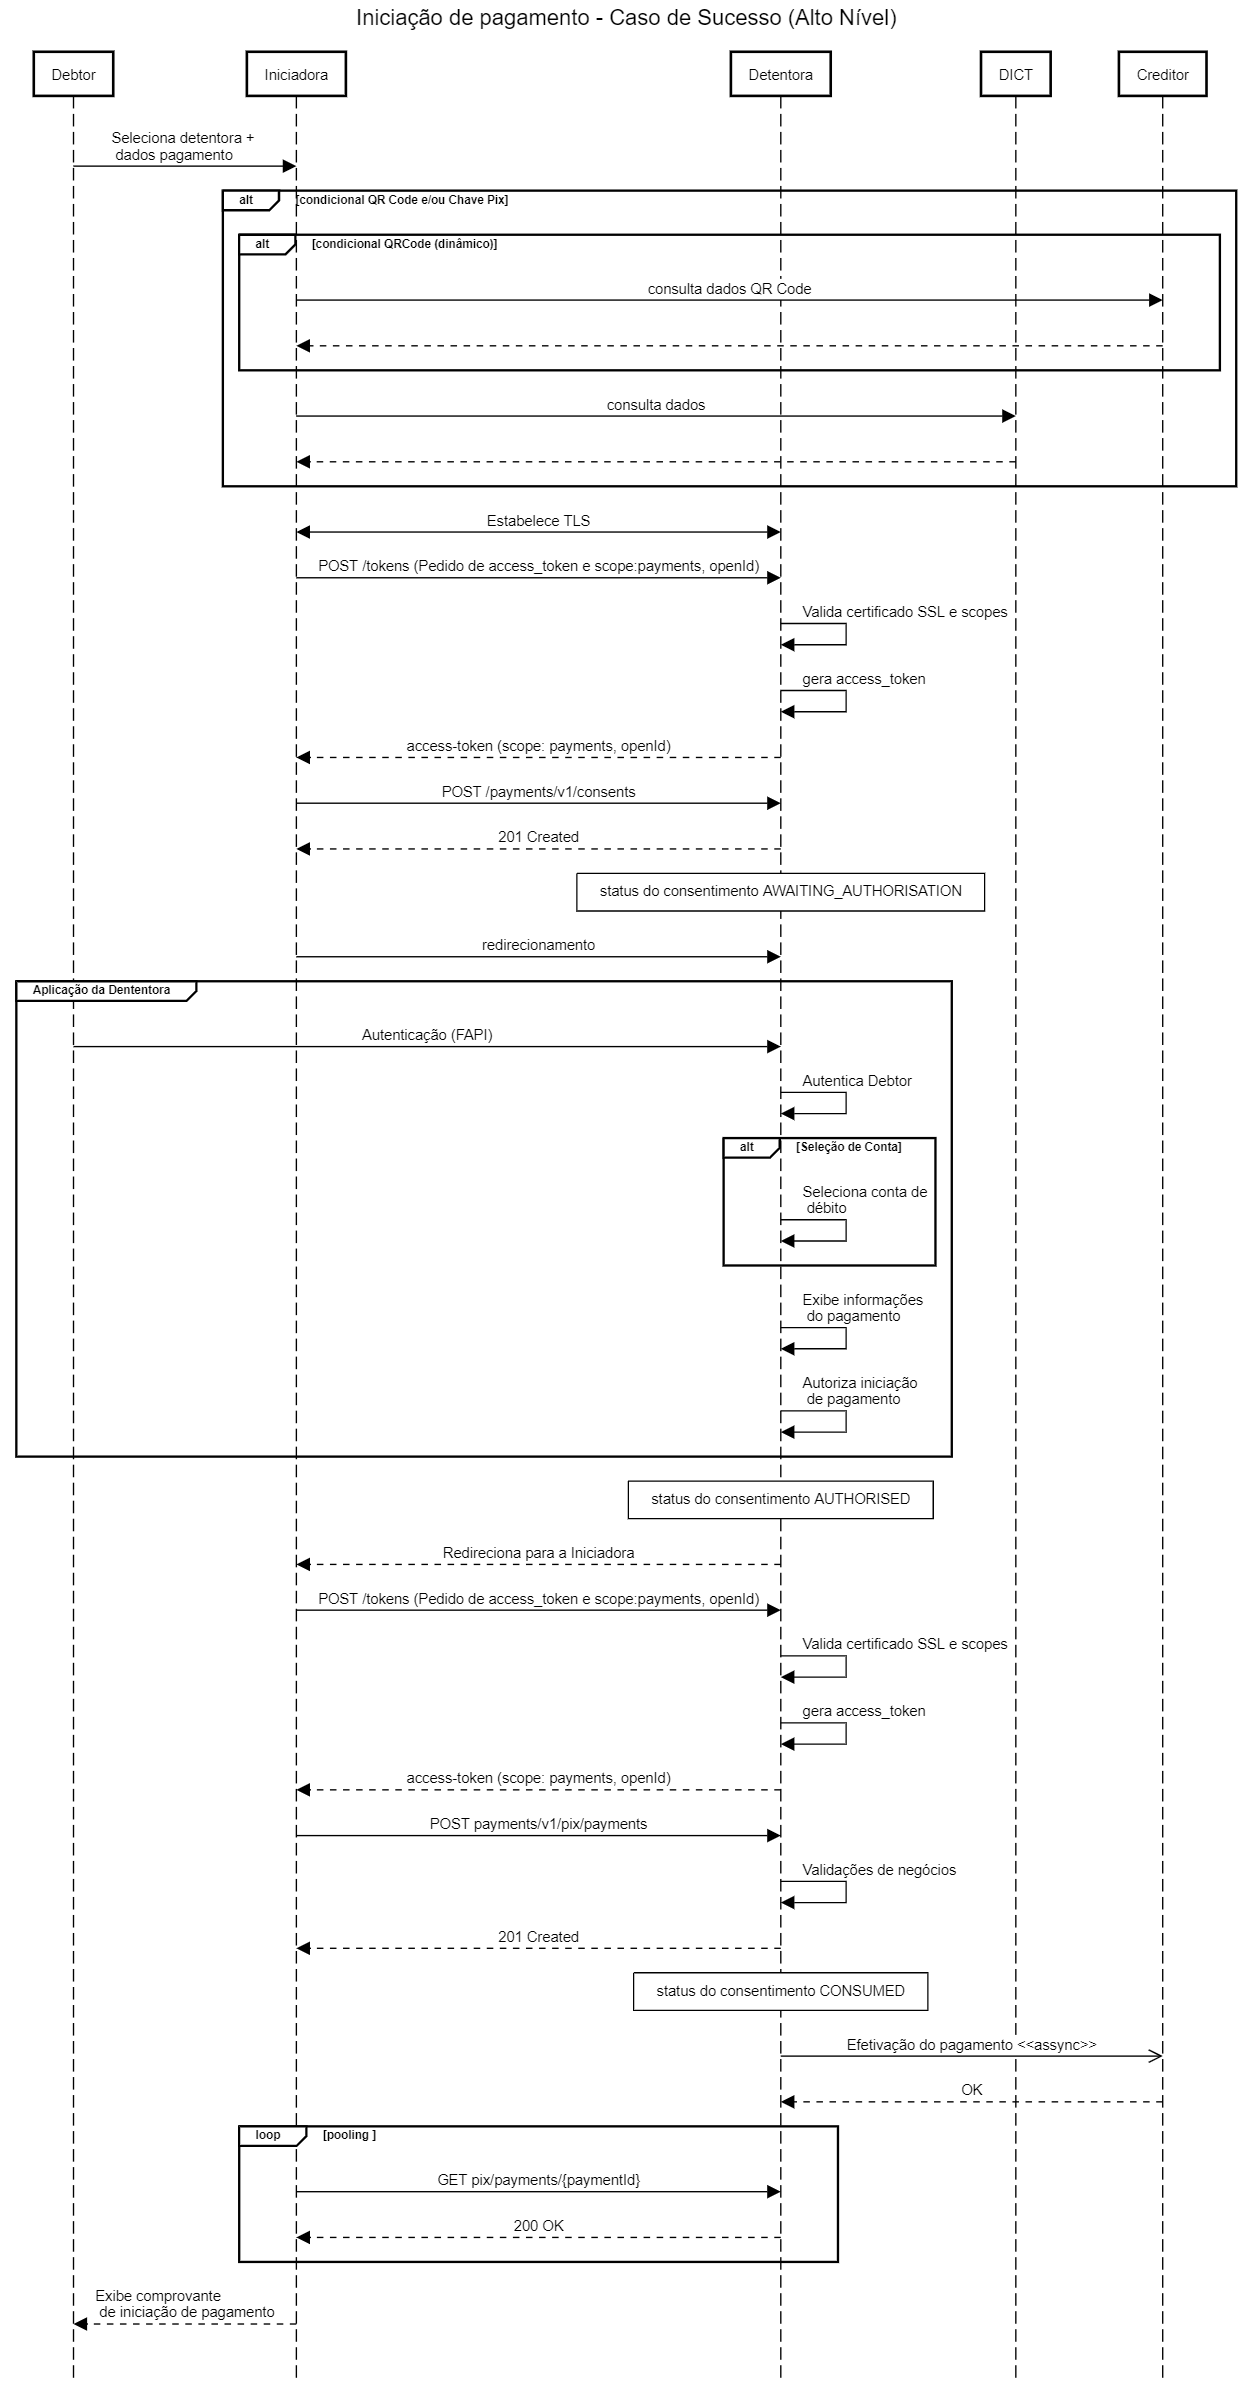 Iniciação de pagamento - Caso de Sucesso (Alto Nível)
Debtor
Iniciadora
Detentora
DICT
Creditor
Seleciona detentora +
dados pagamento
alt
[condicional QR Code e/ou Chave Pix]
alt
[condicional QRCode (dinâmico)]
consulta dados QR Code
consulta dados
Estabelece TLS
POST /tokens (Pedido de access_token e scope:payments, openId)
Valida certificado SSL e scopes
gera access_token
access-token (scope: payments, openId)
POST /payments/v1/consents
201 Created
status do consentimento AWAITING_AUTHORISATION
redirecionamento
Aplicação da Dententora
Autenticação (FAPI)
Autentica Debtor
alt
[Seleção de Conta]
Seleciona conta de
débito
Exibe informações
do pagamento
Autoriza iniciação
de pagamento
status do consentimento AUTHORISED
Redireciona para a Iniciadora
POST /tokens (Pedido de access_token e scope:payments, openId)
Valida certificado SSL e scopes
gera access_token
access-token (scope: payments, openId)
POST payments/v1/pix/payments
Validações de negócios
201 Created
status do consentimento CONSUMED
Efetivação do pagamento <<assync>>
OK
loop
[pooling ]
GET pix/payments/{paymentId}
200 OK
Exibe comprovante
de iniciação de pagamento